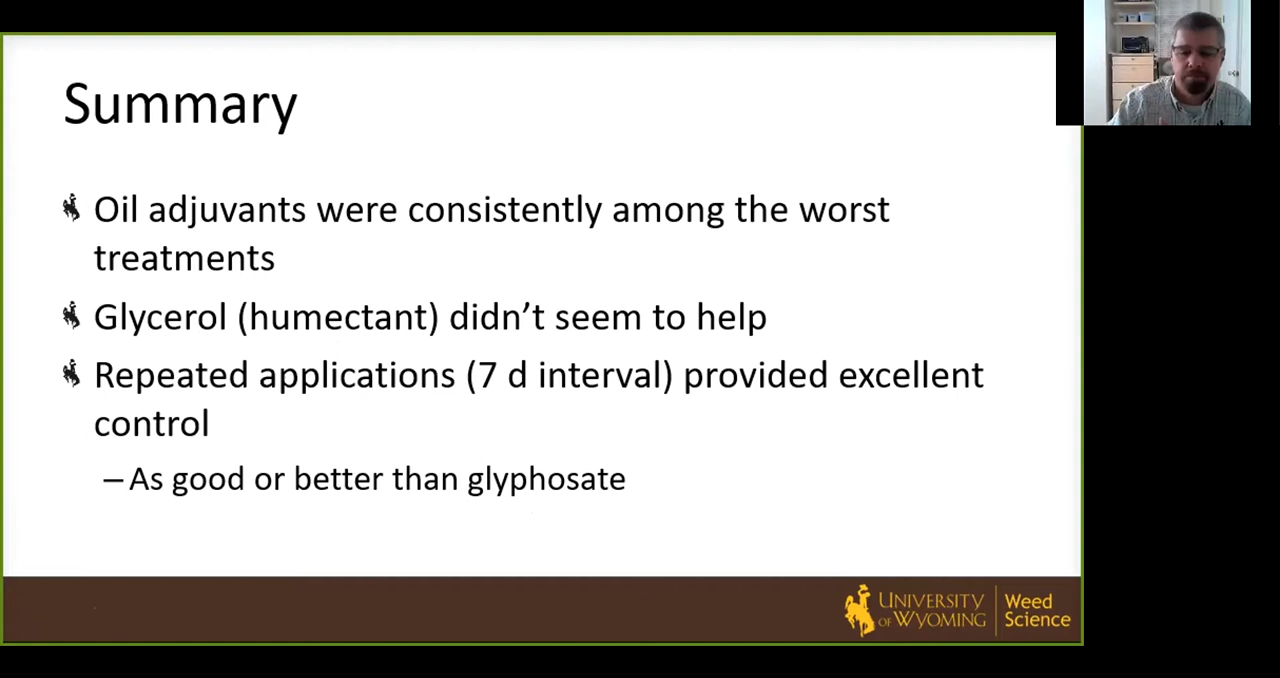 Summary
Oil adjuvants were consistently among the worst
treatments
Glycerol (humectant) didn’t seem to help
Repeated applications (7 d interval) provided excellent
control
–As good or better than glyphosate
UNIVERSITY
OF WYOMING
Weed
Science